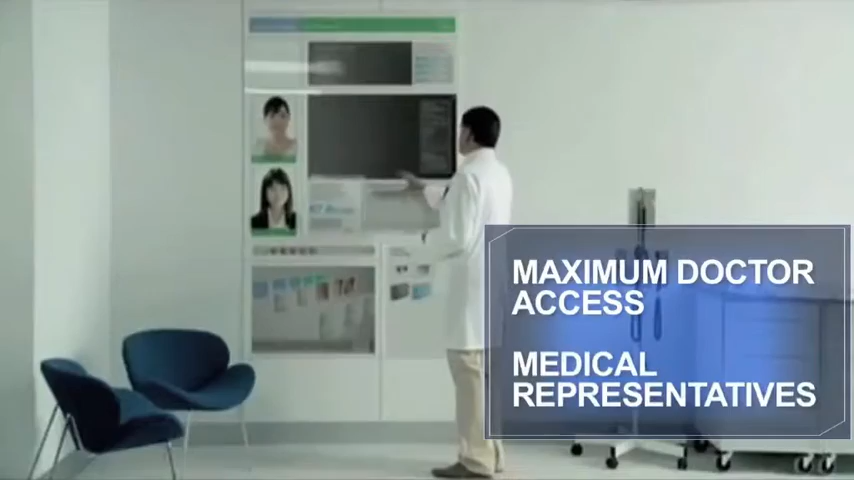 MAXIMUM DOCTOR
ACCESS
MEDICAL
REPRESENTATIVES